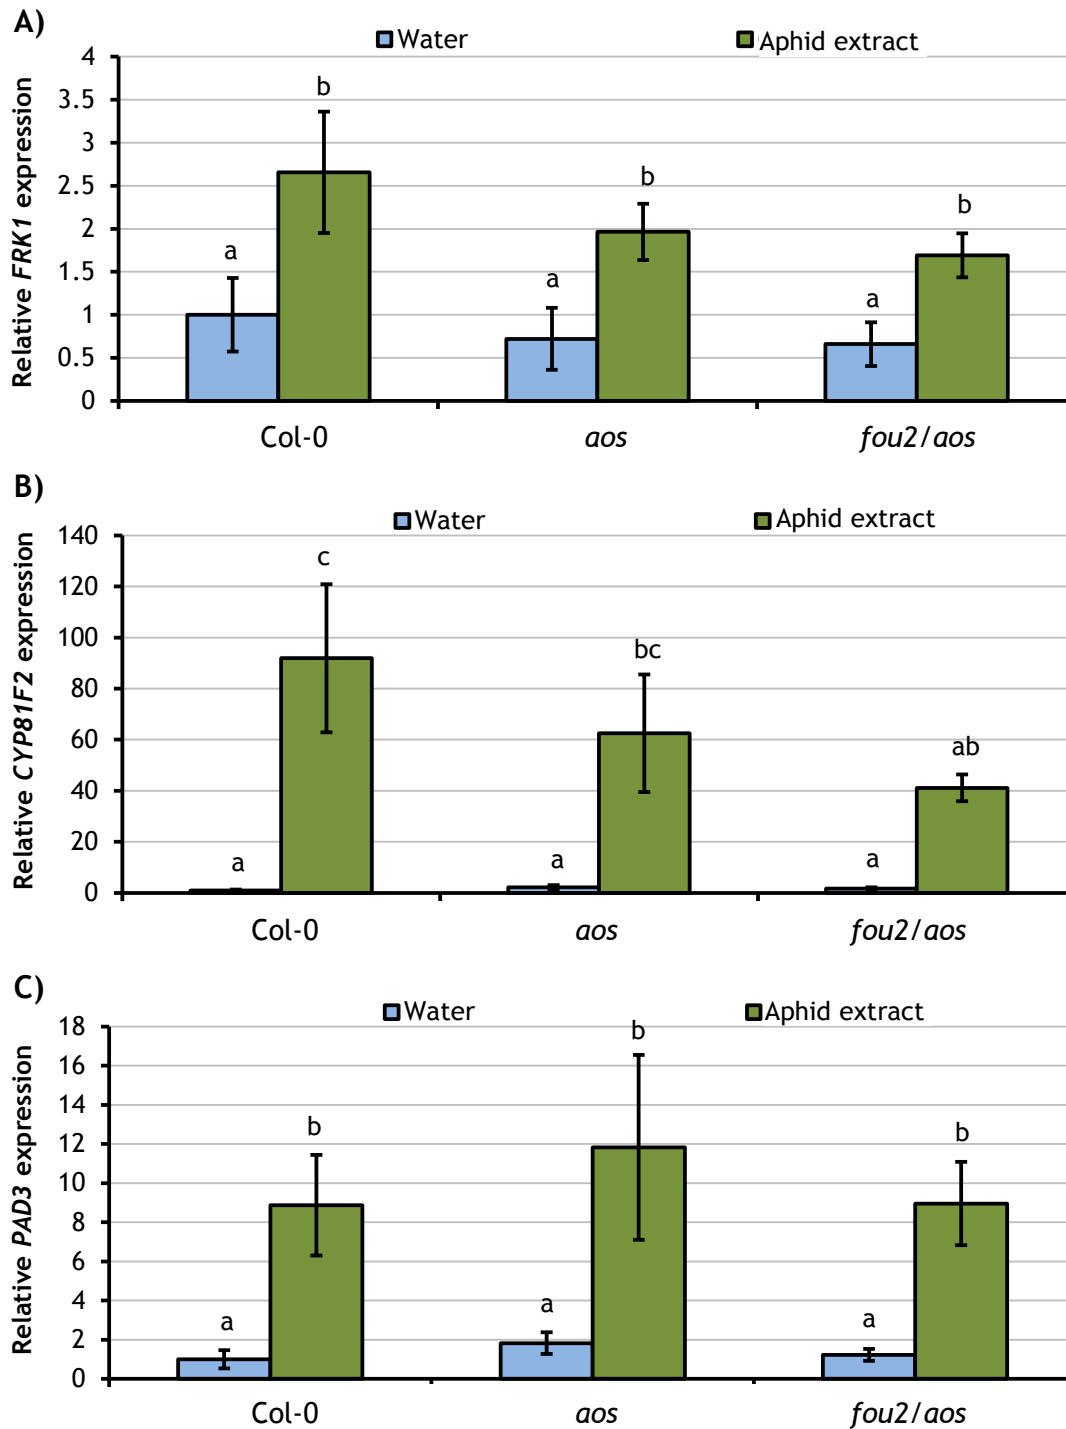 A)
Water Aphid extract
Relative FRK1 expression
4
3.5
3
2.5
2
1.5
1
0.5
0
a b a b a b
Col-0 aos fou2/aos
B)
Water Aphid extract
Relative CYP81F2 expression
140
120
100
80
60
40
20
0
a c a bc a ab
Col-0 aos fou2/aos
C)
Water Aphid extract
Relative PAD3 expression
18
16
14
12
10
8
6
4
2
0
a b a b a b
Col-0 aos fou2/aos